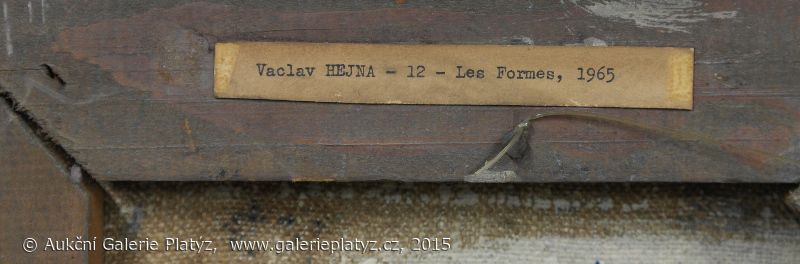 Vaclav HEJNA - 12 - Les Formes, 1965
© Aukční Galerie Platýz, www.galerieplatyz.cz, 2015